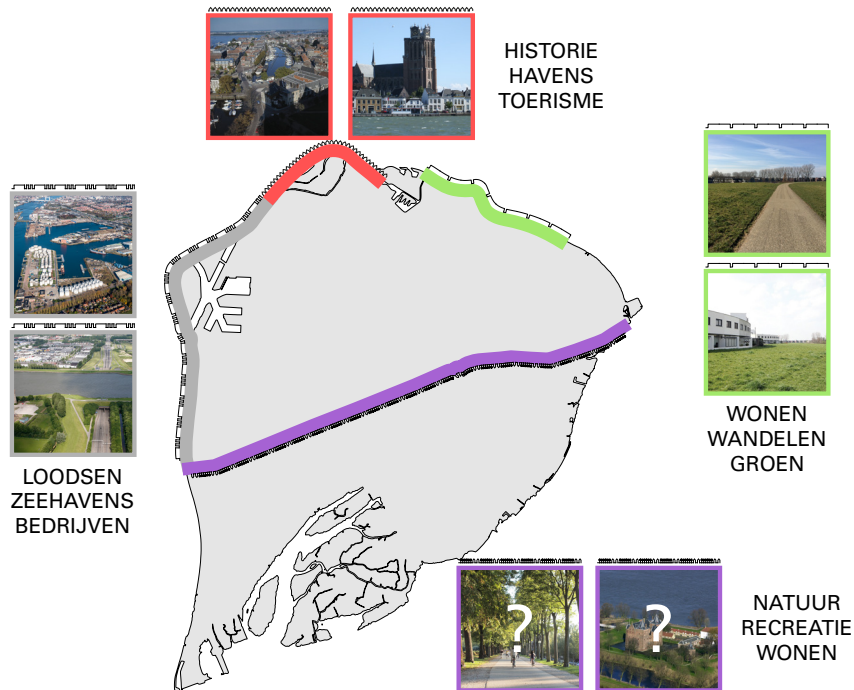 HISTORIE
HAVENS
TOERISME
LOODSEN
ZEEHAVENS
BEDRIJVEN
WONEN
WANDELEN
GROEN
?
?
NATUUR
RECREATIE
WONEN